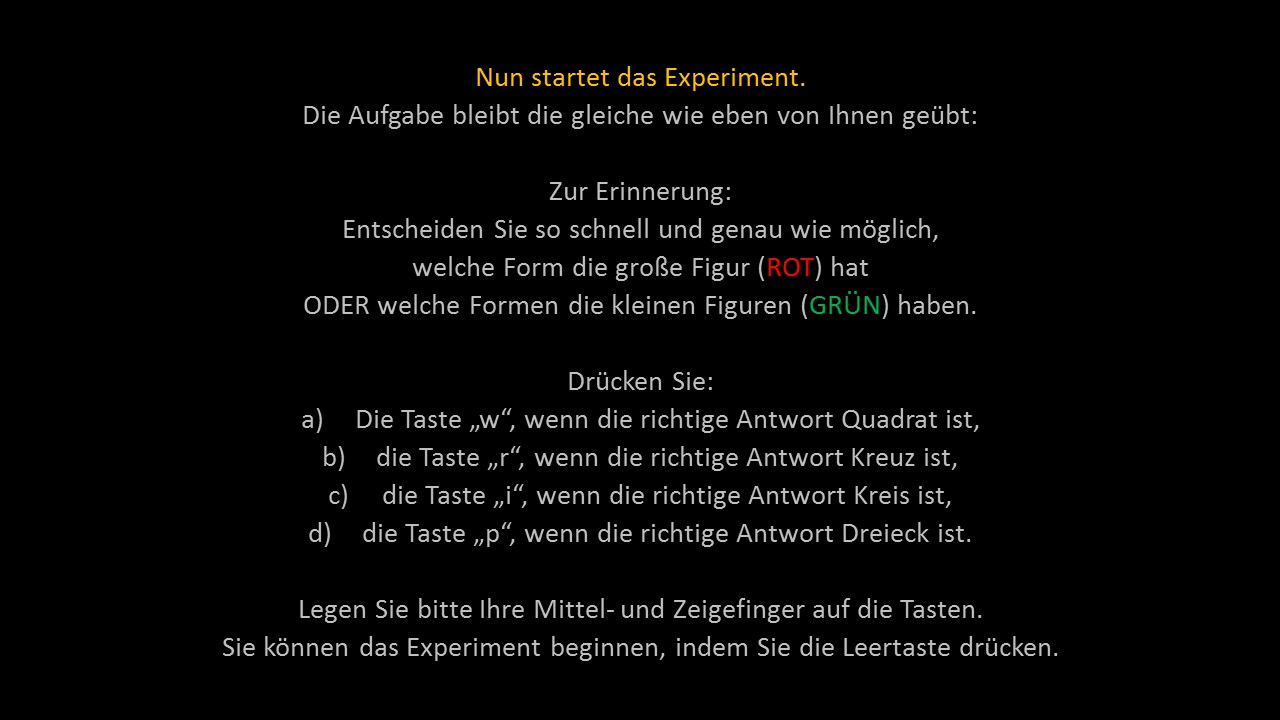 Nun startet das Experiment.
Die Aufgabe bleibt die gleiche wie eben von Ihnen geübt:
Zur Erinnerung:
Entscheiden Sie so schnell und genau wie möglich,
welche Form die große Figur (ROT) hat
ODER welche Formen die kleinen Figuren (GRÜN) haben.
Drücken Sie:
a) Die Taste „w“, wenn die richtige Antwort Quadrat ist,
b) die Taste „r“, wenn die richtige Antwort Kreuz ist,
c) die Taste „i“, wenn die richtige Antwort Kreis ist,
d) die Taste „p“, wenn die richtige Antwort Dreieck ist.
Legen Sie bitte Ihre Mittel- und Zeigefinger auf die Tasten.
Sie können das Experiment beginnen, indem Sie die Leertaste drücken.